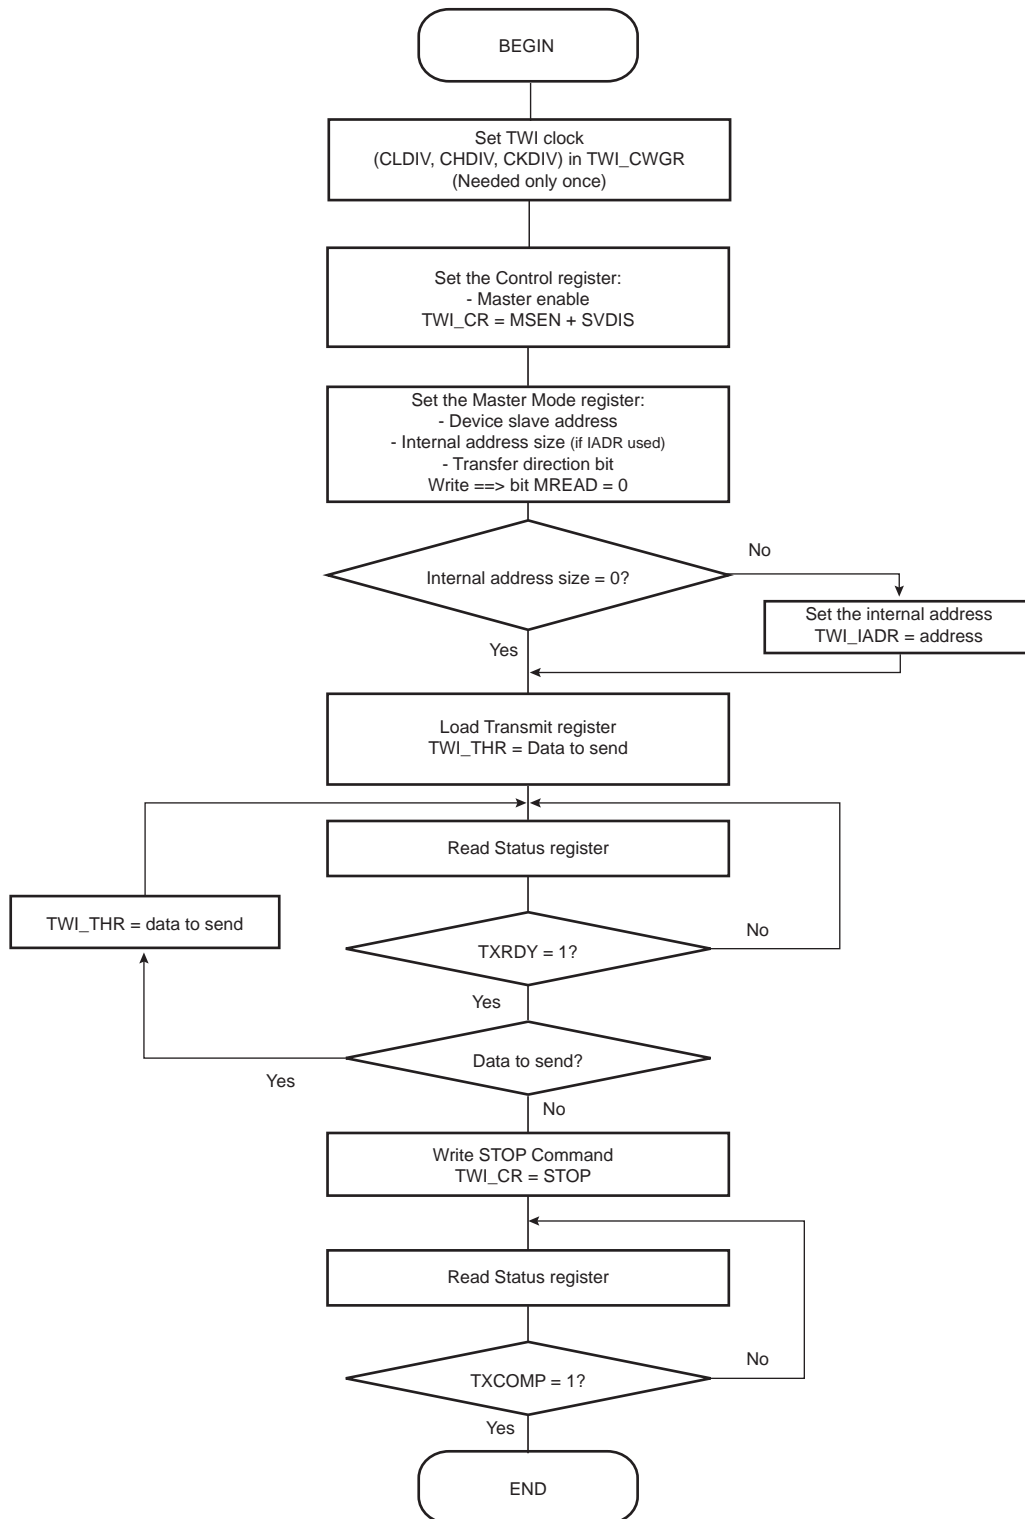 BEGIN
Set TWI clock
(CLDIV, CHDIV, CKDIV) in TWI_CWGR
(Needed only once)
Set the Control register:
- Master enable
TWI_CR = MSEN + SVDIS
Set the Master Mode register:
- Device slave address
- Internal address size (if IADR used)
- Transfer direction bit
Write ==> bit MREAD = 0
No
Internal address size = 0?
Set the internal address
TWI_IADR = address
Yes
Load Transmit register
TWI_THR = Data to send
Read Status register
TWI_THR = data to send
No
TXRDY = 1?
Yes
Data to send?
Yes
No
Write STOP Command
TWI_CR = STOP
Read Status register
No
TXCOMP = 1?
Yes
END